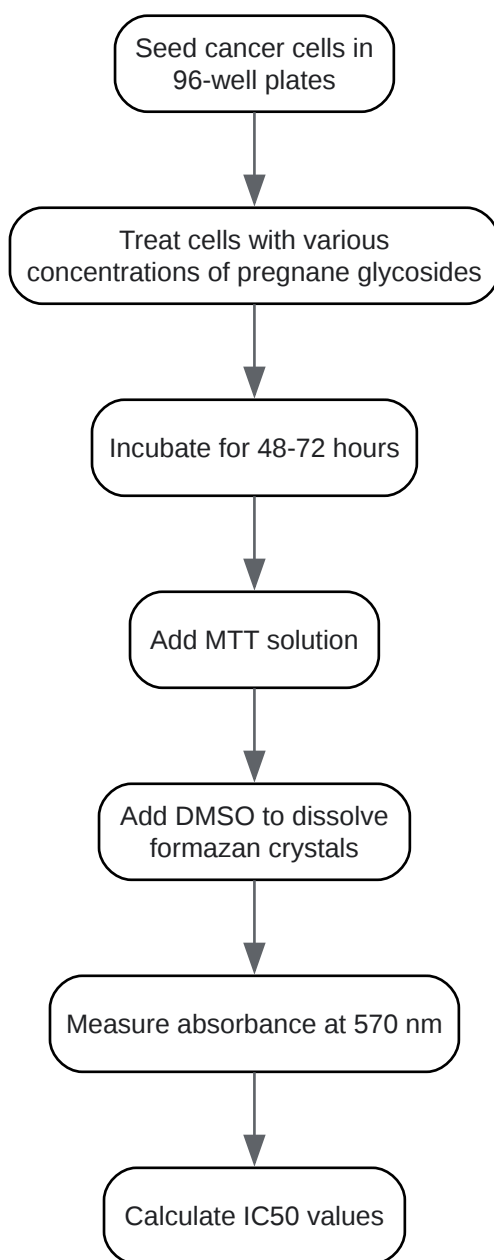 Seed cancer cells in
96-well plates
Treat cells with various
concentrations of pregnane glycosides
Incubate for 48-72 hours
Add MTT solution
Add DMSO to dissolve
formazan crystals
Measure absorbance at 570 nm
Calculate IC50 values